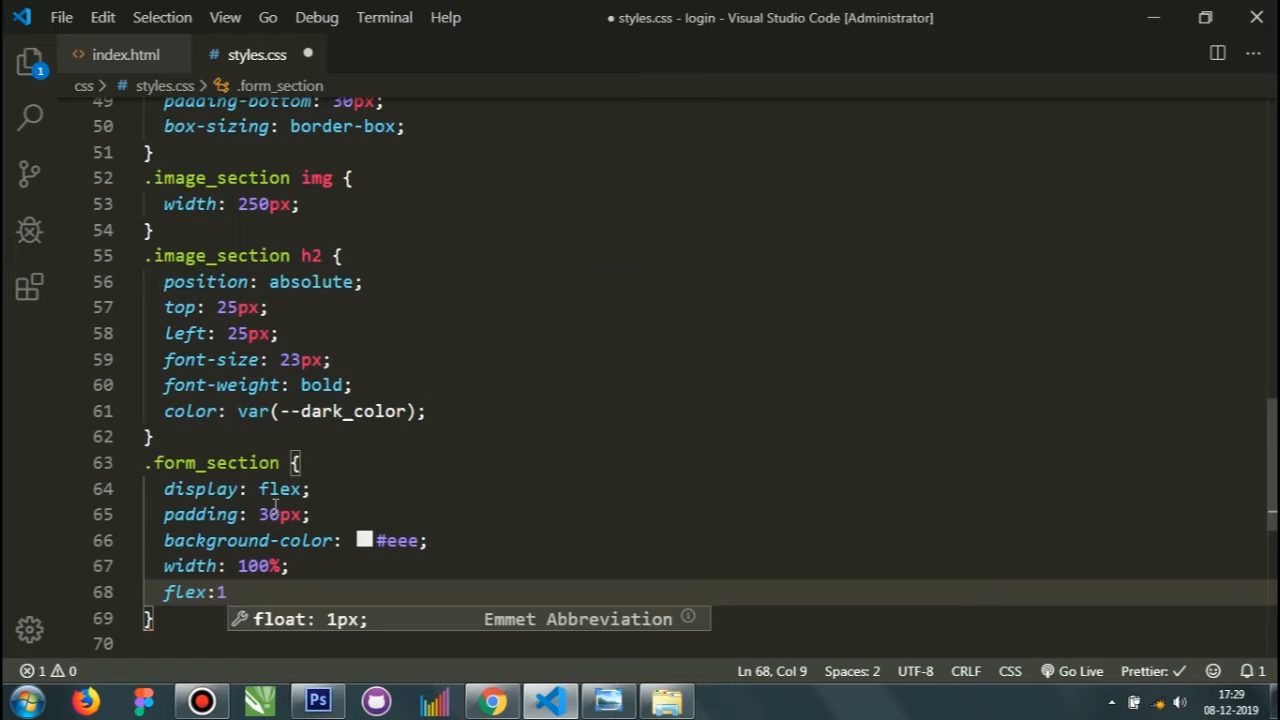 File Edit Selection View Go Debug Terminal Help ● styles.css - login - Visual Studio Code [Administrator]
<> index.html # styles.css ●
css > # styles.css > .form_section
49 padding-bottom: 30px;
50 box-sizing: border-box;
51 }
52 .image_section img {
53 width: 250px;
54 }
55 .image_section h2 {
56 position: absolute;
57 top: 25px;
58 left: 25px;
59 font-size: 23px;
60 font-weight: bold;
61 color: var(--dark_color);
62 }
63 .form_section {
64 display: flex;
65 padding: 30px;
66 background-color: #eee;
67 width: 100%;
68 flex:1
69 } float: 1px; Emmet Abbreviation
70
1 0 Ln 68, Col 9 Spaces: 2 UTF-8 CRLF CSS Go Live Prettier: ✓ 1
Ps 17:29
08-12-2019
1